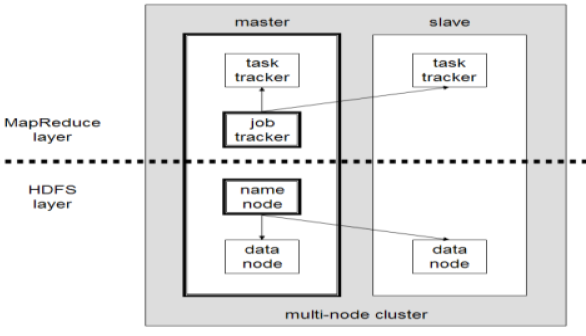 master
slave
task
tracker
task
tracker
MapReduce
layer
job
tracker
HDFS
layer
name
node
data
node
data
node
multi-node cluster